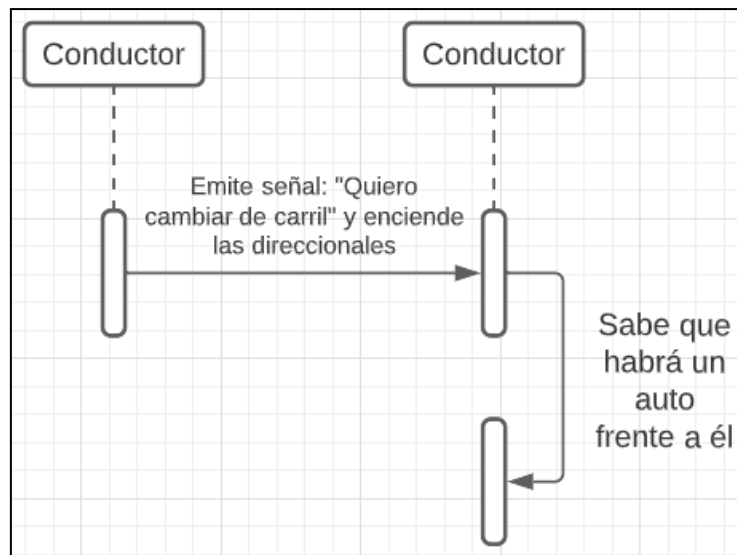 Conductor
Conductor
Emite señal: "Quiero
cambiar de carril" y enciende
las direccionales
Sabe que
habrá un
auto
frente a él